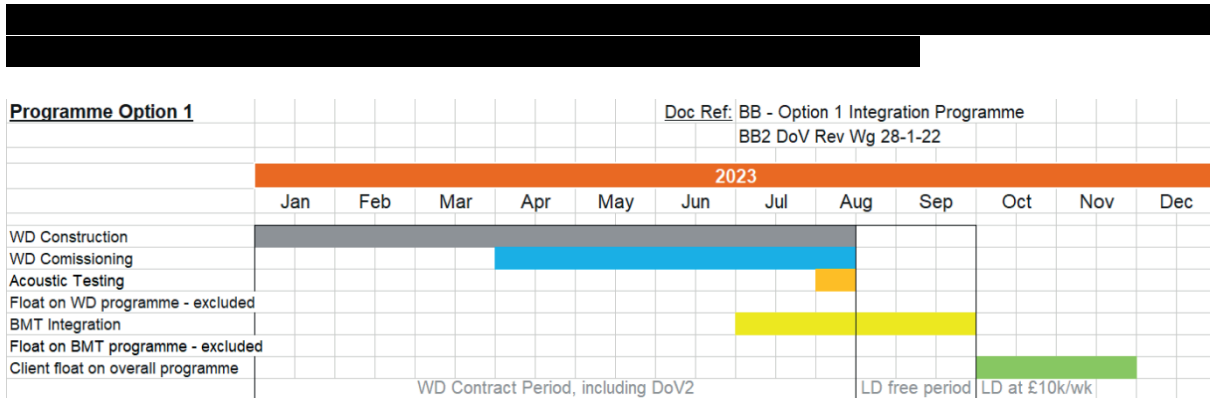 Programme Option 1 Doc Ref: BB - Option 1 Integration Programme
BB2 DoV Rev Wg 28-1-22
2023
Jan Feb Mar Apr May Jun Jul Aug Sep Oct Nov Dec
WD Construction
WD Comissioning
Acoustic Testing
Float on WD programme - excluded
BMT Integration
Float on BMT programme - excluded
Client float on overall programme
WD Contract Period, including DoV2 LD free period LD at £10k/wk